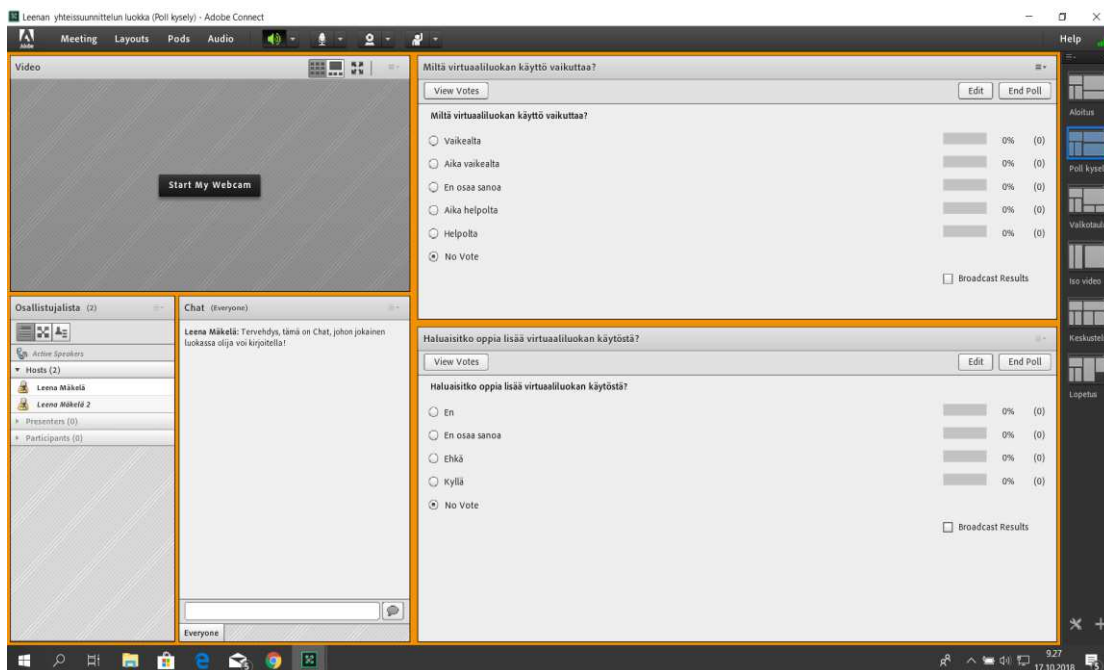 Leenan yhteissuunnittelun luokka (Poll kysely) - Adobe Connect
Adobe
Meeting Layouts Pods Audio
Help
Video
Start My Webcam
Osallistujalista (2)
Active Speakers
Hosts (2)
Leena Mäkelä
Leena Mäkelä 2
Presenters (0)
Participants (0)
Chat (Everyone)
Leena Mäkelä: Tervehdys, tämä on Chat, johon jokainen
luokassa olija voi kirjoitella!
Everyone
Miltä virtuaaliluokan käyttö vaikuttaa?
View Votes Edit End Poll
Miltä virtuaaliluokan käyttö vaikuttaa?
Vaikealta 0% (0)
Aika vaikealta 0% (0)
En osaa sanoa 0% (0)
Aika helpolta 0% (0)
Helpolta 0% (0)
No Vote
Broadcast Results
Haluaisitko oppia lisää virtuaaliluokan käytöstä?
View Votes Edit End Poll
Haluaisitko oppia lisää virtuaaliluokan käytöstä?
En 0% (0)
En osaa sanoa 0% (0)
Ehkä 0% (0)
Kyllä 0% (0)
No Vote
Broadcast Results
Aloitus
Poll kysel
Valkotaul
Iso video
Keskustel
Lopetus
9.27
17.10.2018